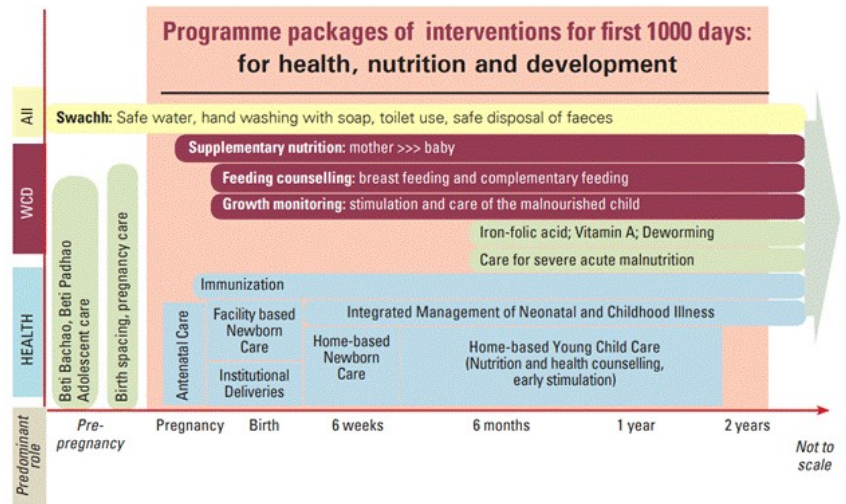 Programme packages of interventions for first 1000 days:
for health, nutrition and development
All
Swachh: Safe water, hand washing with soap, toilet use, safe disposal of faeces
WCD
Supplementary nutrition: mother >>> baby
Feeding counselling: breast feeding and complementary feeding
Growth monitoring: stimulation and care of the malnourished child
Iron-folic acid; Vitamin A; Deworming
Care for severe acute malnutrition
HEALTH
Beti Bachao, Beti Padhao
Adolescent care
Birth spacing, pregnancy care
Immunization
Antenatal Care
Facility based
Newborn
Care
Institutional
Deliveries
Integrated Management of Neonatal and Childhood Illness
Home-based
Newborn
Care
Home-based Young Child Care
(Nutrition and health counselling,
early stimulation)
Predominant
role
Pre-
pregnancy
Pregnancy
Birth
6 weeks
6 months
1 year
2 years
Not to
scale